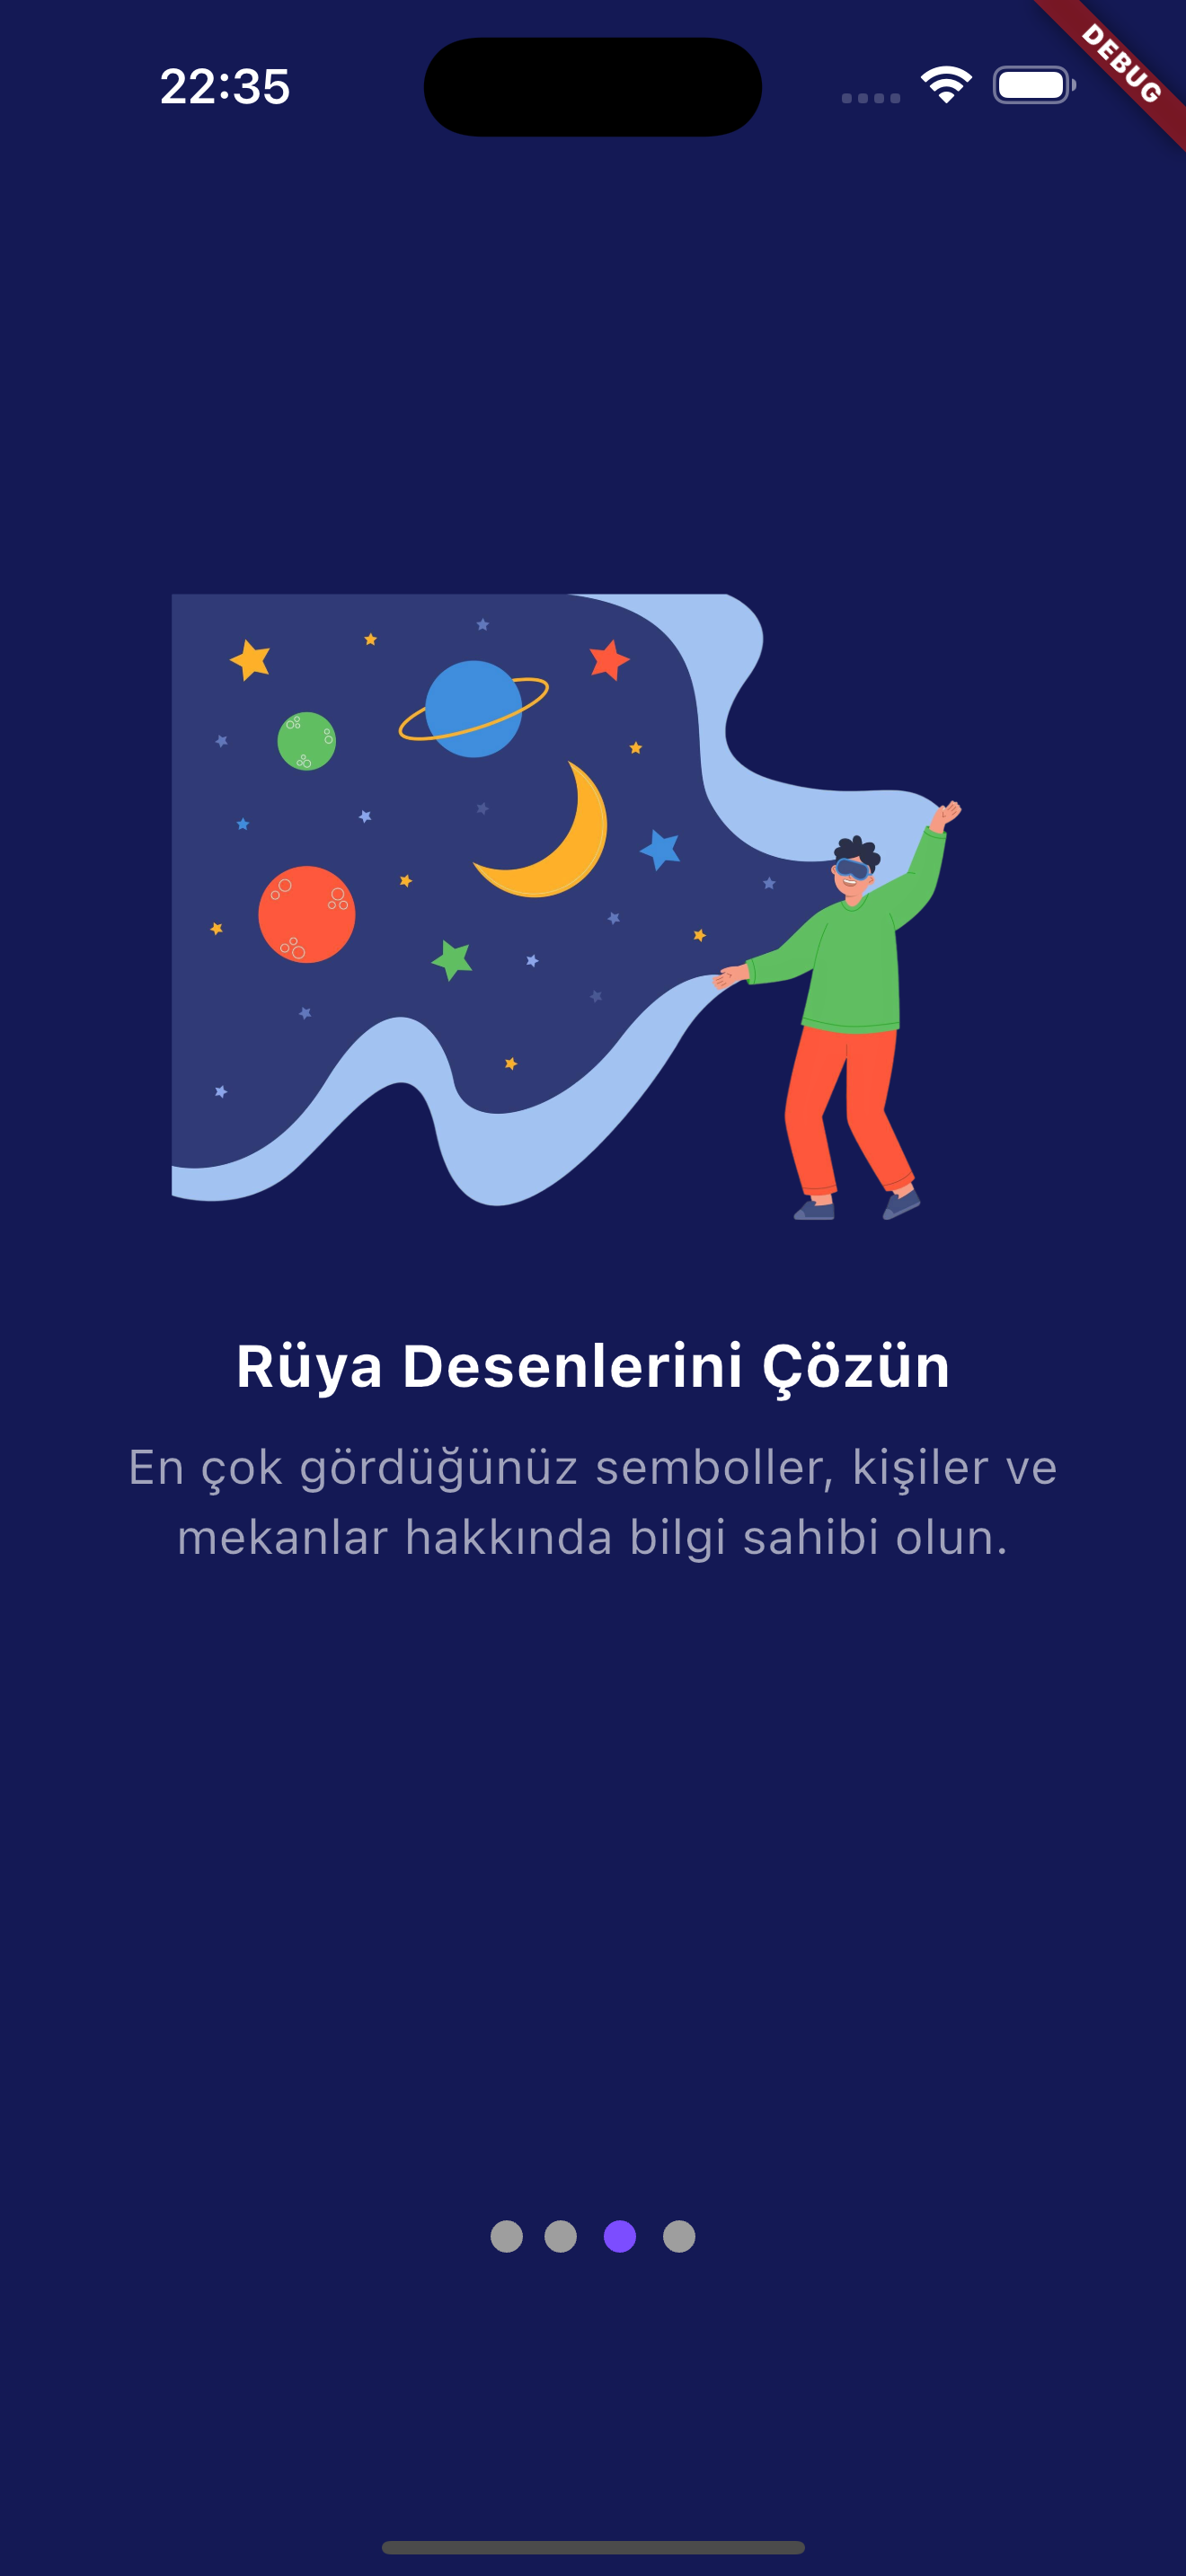 22:35
DEBUG
Rüya Desenlerini Çözün
En çok gördüğünüz semboller, kişiler ve
mekanlar hakkında bilgi sahibi olun.